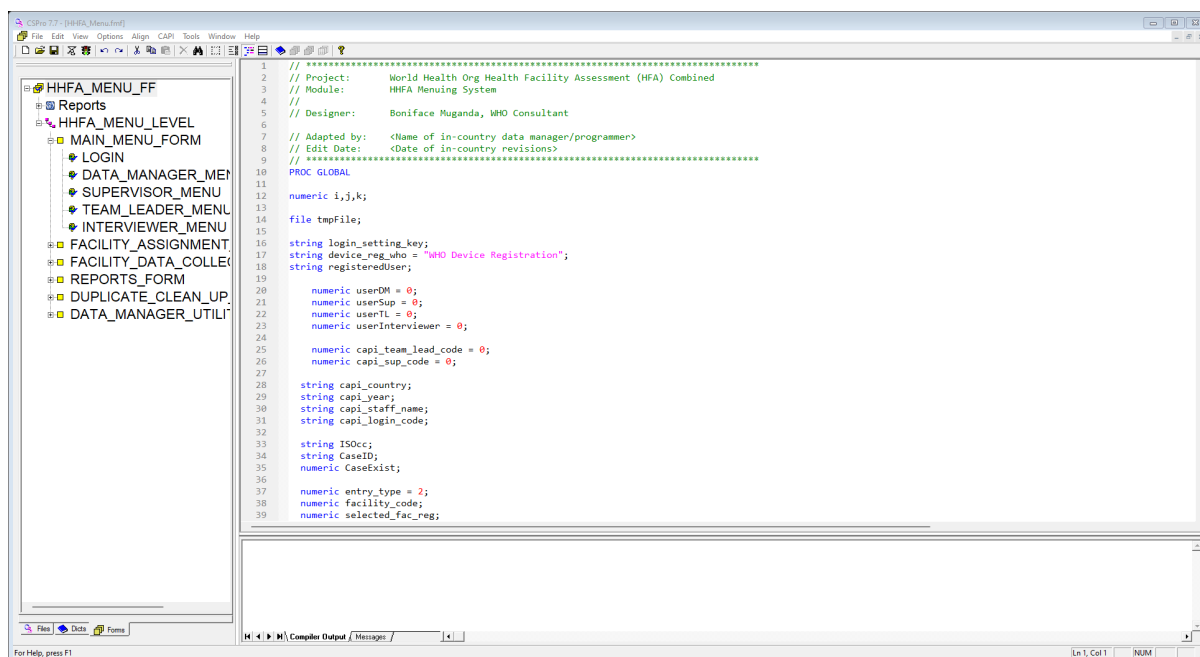 CSPro 7.7 - [HHFA_Menu.fmf]
File Edit View Options Align CAPI Tools Window Help
HHFA_MENU_FF
Reports
HHFA_MENU_LEVEL
MAIN_MENU_FORM
LOGIN
DATA_MANAGER_MEN
SUPERVISOR_MENU
TEAM_LEADER_MENU
INTERVIEWER_MENU
FACILITY_ASSIGNMENT_
FACILITY_DATA_COLLE
REPORTS_FORM
DUPLICATE_CLEAN_UP_
DATA_MANAGER_UTILI
Files Dicts Forms
1 // ******************************************************************************
2 // Project: World Health Org Health Facility Assessment (HFA) Combined
3 // Module: HHFA Menuing System
4 //
5 // Designer: Boniface Muganda, WHO Consultant
6
7 // Adapted by: <Name of in-country data manager/programmer>
8 // Edit Date: <Date of in-country revisions>
9 // ******************************************************************************
10 PROC GLOBAL
11
12 numeric i,j,k;
13
14 file tmpFile;
15
16 string login_setting_key;
17 string device_reg_who = "WHO Device Registration";
18 string registeredUser;
19
20 numeric userDM = 0;
21 numeric userSup = 0;
22 numeric userTL = 0;
23 numeric userInterviewer = 0;
24
25 numeric capi_team_lead_code = 0;
26 numeric capi_sup_code = 0;
27
28 string capi_country;
29 string capi_year;
30 string capi_staff_name;
31 string capi_login_code;
32
33 string ISOcc;
34 string CaseID;
35 numeric CaseExist;
36
37 numeric entry_type = 2;
38 numeric facility_code;
39 numeric selected_fac_reg;
Compiler Output Messages
For Help, press F1
Ln 1, Col 1 NUM